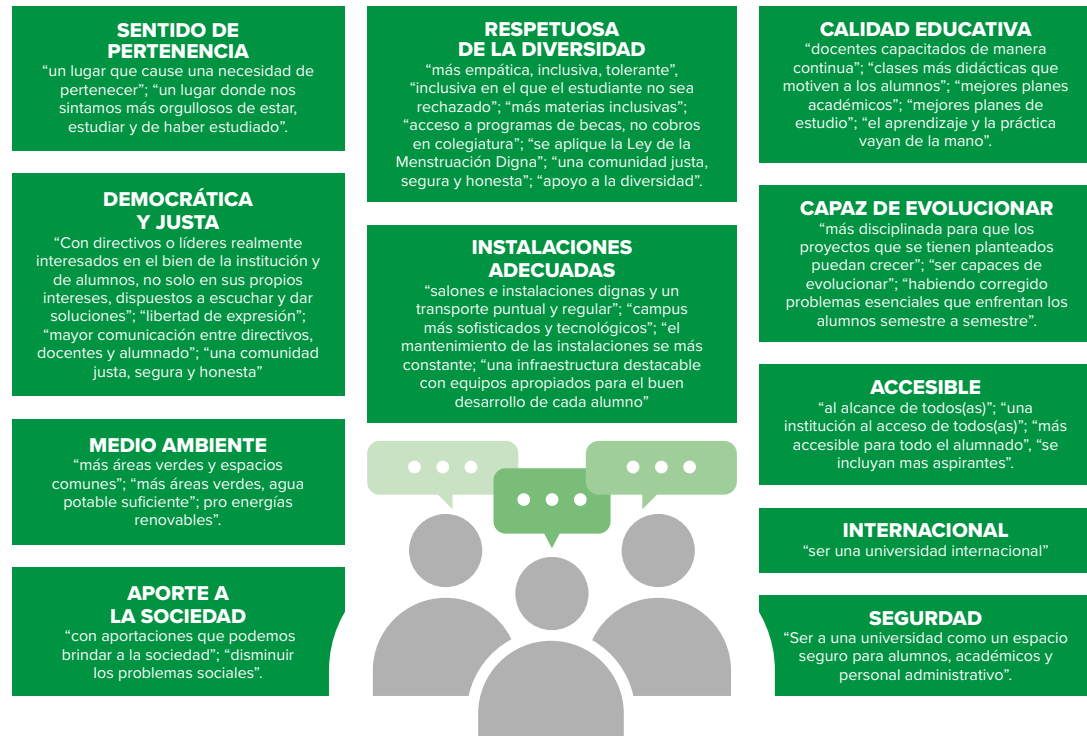 SENTIDO DE
PERTENENCIA
“un lugar que cause una necesidad de
pertenecer”; “un lugar donde nos
sintamos más orgullosos de estar,
estudiar y de haber estudiado”.
DEMOCRÁTICA
Y JUSTA
“Con directivos o líderes realmente
interesados en el bien de la institución y
de alumnos, no solo en sus propios
intereses, dispuestos a escuchar y dar
soluciones”; “libertad de expresión”;
“mayor comunicación entre directivos,
docentes y alumnado”; “una comunidad
justa, segura y honesta”
MEDIO AMBIENTE
“más áreas verdes y espacios
comunes”; “más áreas verdes, agua
potable suficiente”; pro energías
renovables”.
APORTE A
LA SOCIEDAD
“con aportaciones que podemos
brindar a la sociedad”; “disminuir
los problemas sociales”.
RESPETUOSA
DE LA DIVERSIDAD
“más empática, inclusiva, tolerante”,
“inclusiva en el que el estudiante no sea
rechazado”; “más materias inclusivas”;
“acceso a programas de becas, no cobros
en colegiatura”; “se aplique la Ley de la
Menstruación Digna”; “una comunidad justa,
segura y honesta”; “apoyo a la diversidad”.
INSTALACIONES
ADECUADAS
“salones e instalaciones dignas y un
transporte puntual y regular”; “campus
más sofisticados y tecnológicos”; “el
mantenimiento de las instalaciones se más
constante; “una infraestructura destacable
con equipos apropiados para el buen
desarrollo de cada alumno”
CALIDAD EDUCATIVA
“docentes capacitados de manera
continua”; “clases más didácticas que
motiven a los alumnos”; “mejores planes
académicos”; “mejores planes de
estudio”; “el aprendizaje y la práctica
vayan de la mano”.
CAPAZ DE EVOLUCIONAR
“más disciplinada para que los
proyectos que se tienen planteados
puedan crecer”; “ser capaces de
evolucionar”; “habiendo corregido
problemas esenciales que enfrentan los
alumnos semestre a semestre”.
ACCESIBLE
“al alcance de todos(as)”; “una
institución al acceso de todos(as)”; “más
accesible para todo el alumnado”, “se
incluyan mas aspirantes”.
INTERNACIONAL
“ser una universidad internacional”
SEGURDAD
“Ser a una universidad como un espacio
seguro para alumnos, académicos y
personal administrativo”.